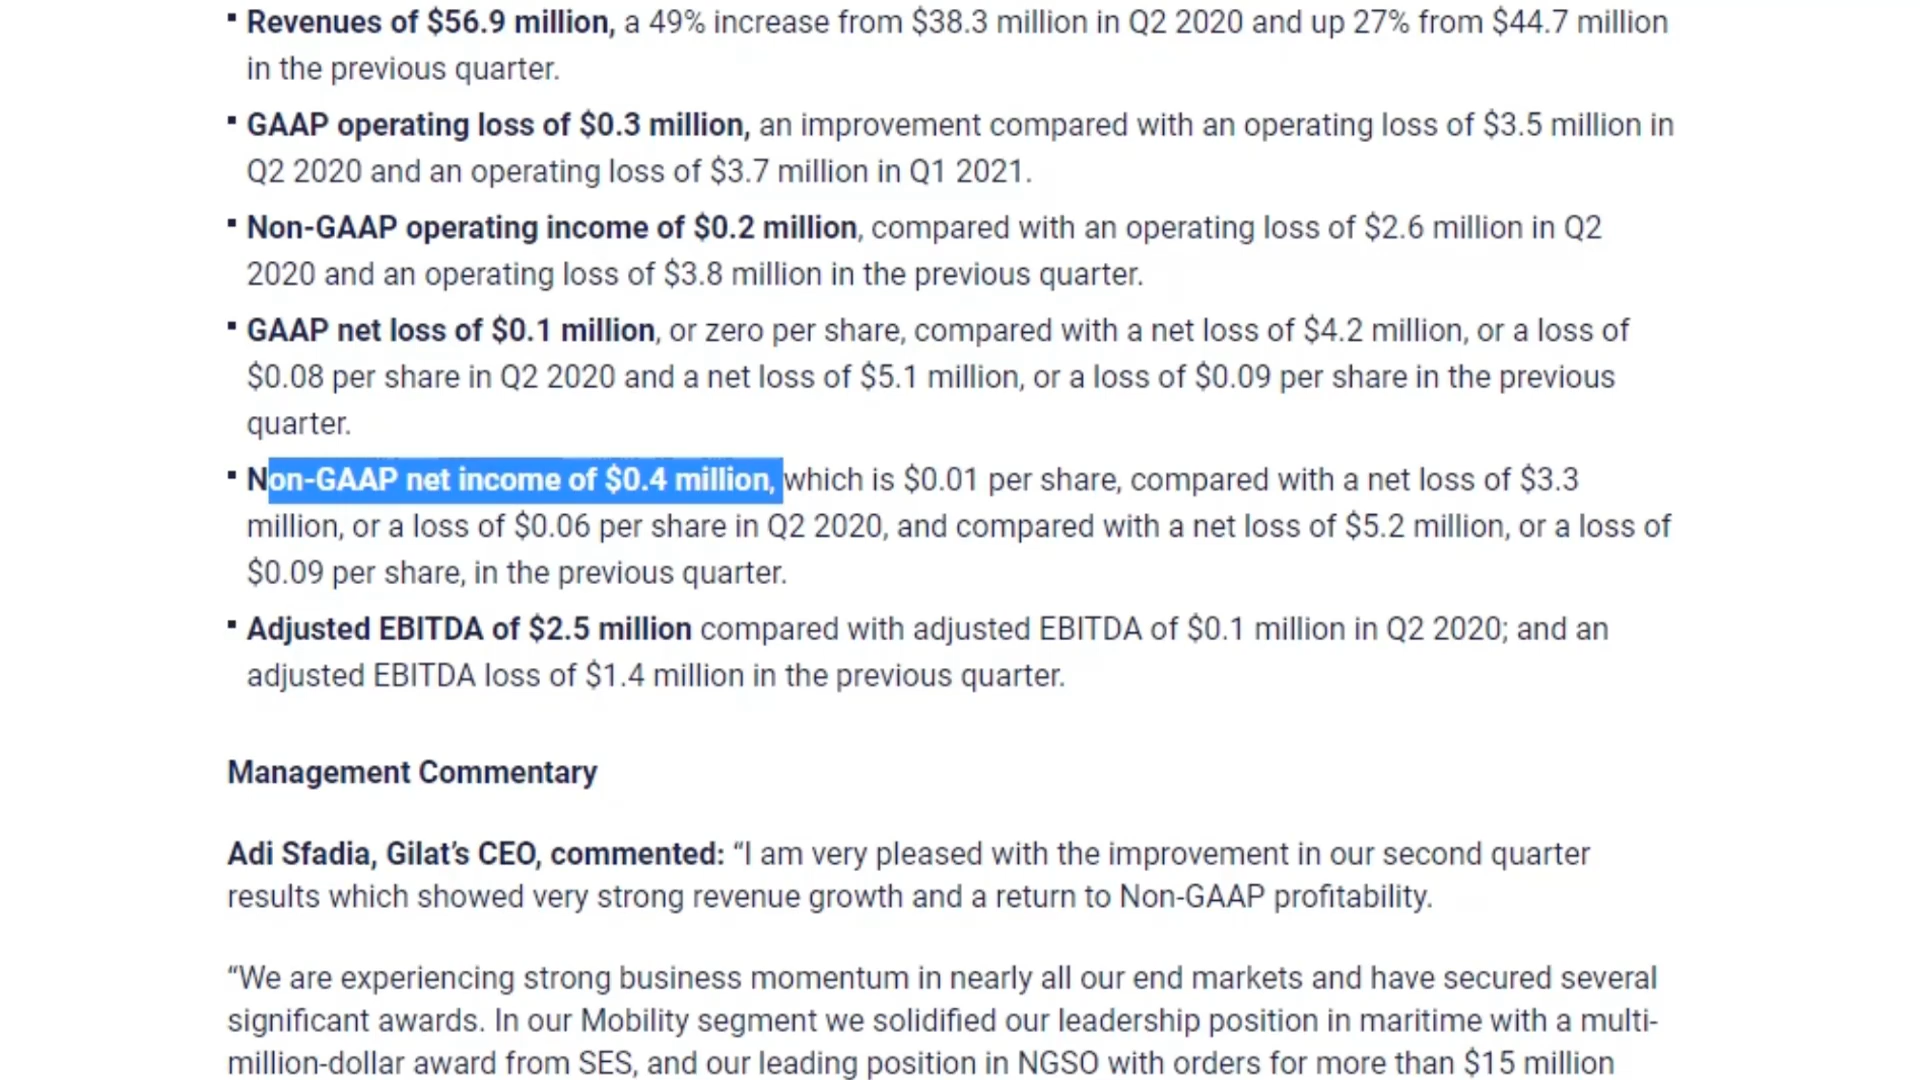 ▪ Revenues of $56.9 million, a 49% increase from $38.3 million in Q2 2020 and up 27% from $44.7 million
in the previous quarter.
▪ GAAP operating loss of $0.3 million, an improvement compared with an operating loss of $3.5 million in
Q2 2020 and an operating loss of $3.7 million in Q1 2021.
▪ Non-GAAP operating income of $0.2 million, compared with an operating loss of $2.6 million in Q2
2020 and an operating loss of $3.8 million in the previous quarter.
▪ GAAP net loss of $0.1 million, or zero per share, compared with a net loss of $4.2 million, or a loss of
$0.08 per share in Q2 2020 and a net loss of $5.1 million, or a loss of $0.09 per share in the previous
quarter.
▪ Non-GAAP net income of $0.4 million, which is $0.01 per share, compared with a net loss of $3.3
million, or a loss of $0.06 per share in Q2 2020, and compared with a net loss of $5.2 million, or a loss of
$0.09 per share, in the previous quarter.
▪ Adjusted EBITDA of $2.5 million compared with adjusted EBITDA of $0.1 million in Q2 2020; and an
adjusted EBITDA loss of $1.4 million in the previous quarter.
Management Commentary
Adi Sfadia, Gilat’s CEO, commented: “I am very pleased with the improvement in our second quarter
results which showed very strong revenue growth and a return to Non-GAAP profitability.
“We are experiencing strong business momentum in nearly all our end markets and have secured several
significant awards. In our Mobility segment we solidified our leadership position in maritime with a multi-
million-dollar award from SES, and our leading position in NGSO with orders for more than $15 million